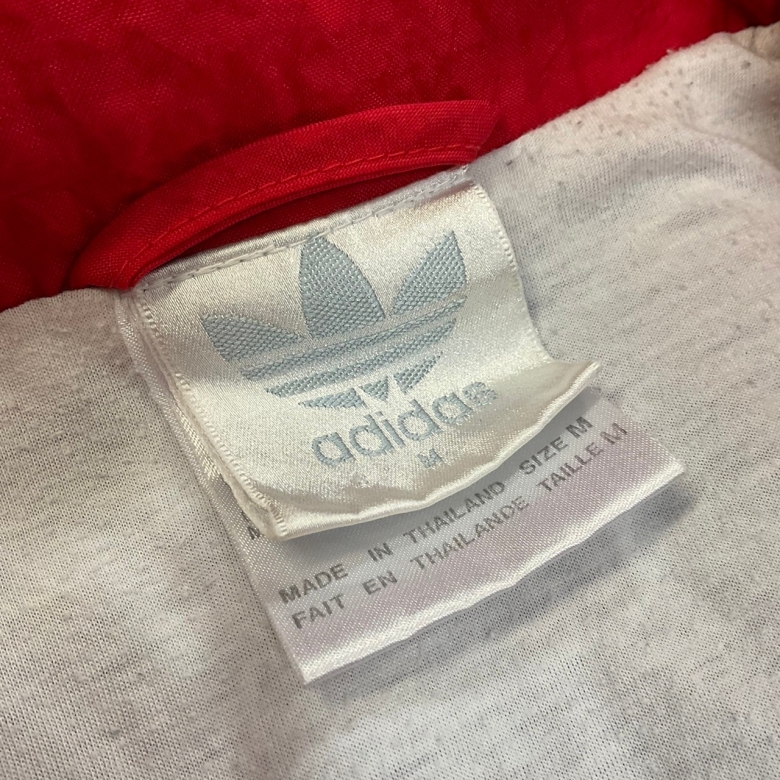 adidas
M
MADE IN THAILAND SIZE M
FAIT EN THAILANDE TAILLE M